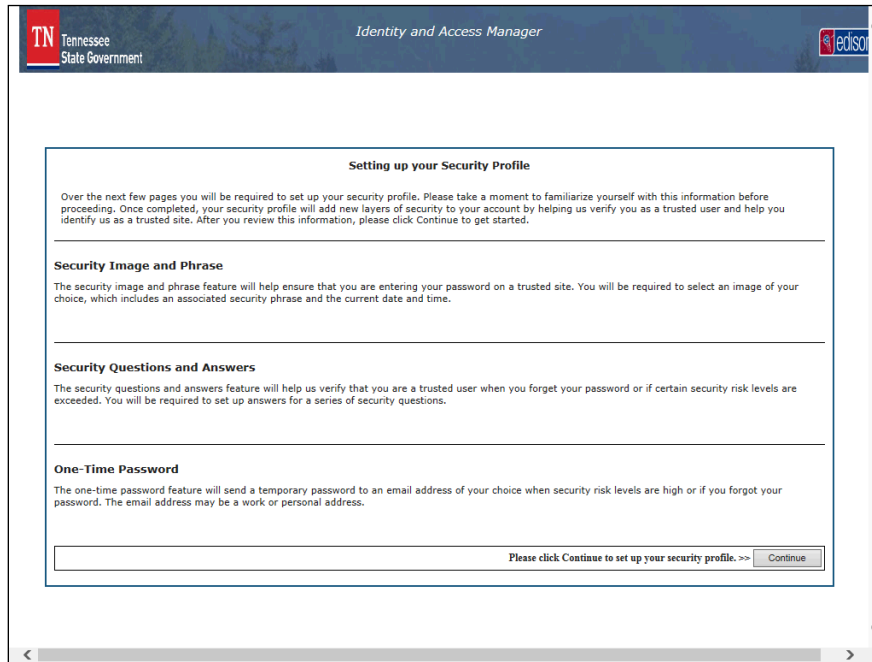 TN Tennessee
State Government
Identity and Access Manager
edison
Setting up your Security Profile
Over the next few pages you will be required to set up your security profile. Please take a moment to familiarize yourself with this information before
proceeding. Once completed, your security profile will add new layers of security to your account by helping us verify you as a trusted user and help you
identify us as a trusted site. After you review this information, please click Continue to get started.
Security Image and Phrase
The security image and phrase feature will help ensure that you are entering your password on a trusted site. You will be required to select an image of your
choice, which includes an associated security phrase and the current date and time.
Security Questions and Answers
The security questions and answers feature will help us verify that you are a trusted user when you forget your password or if certain security risk levels are
exceeded. You will be required to set up answers for a series of security questions.
One-Time Password
The one-time password feature will send a temporary password to an email address of your choice when security risk levels are high or if you forgot your
password. The email address may be a work or personal address.
Please click Continue to set up your security profile. >> Continue